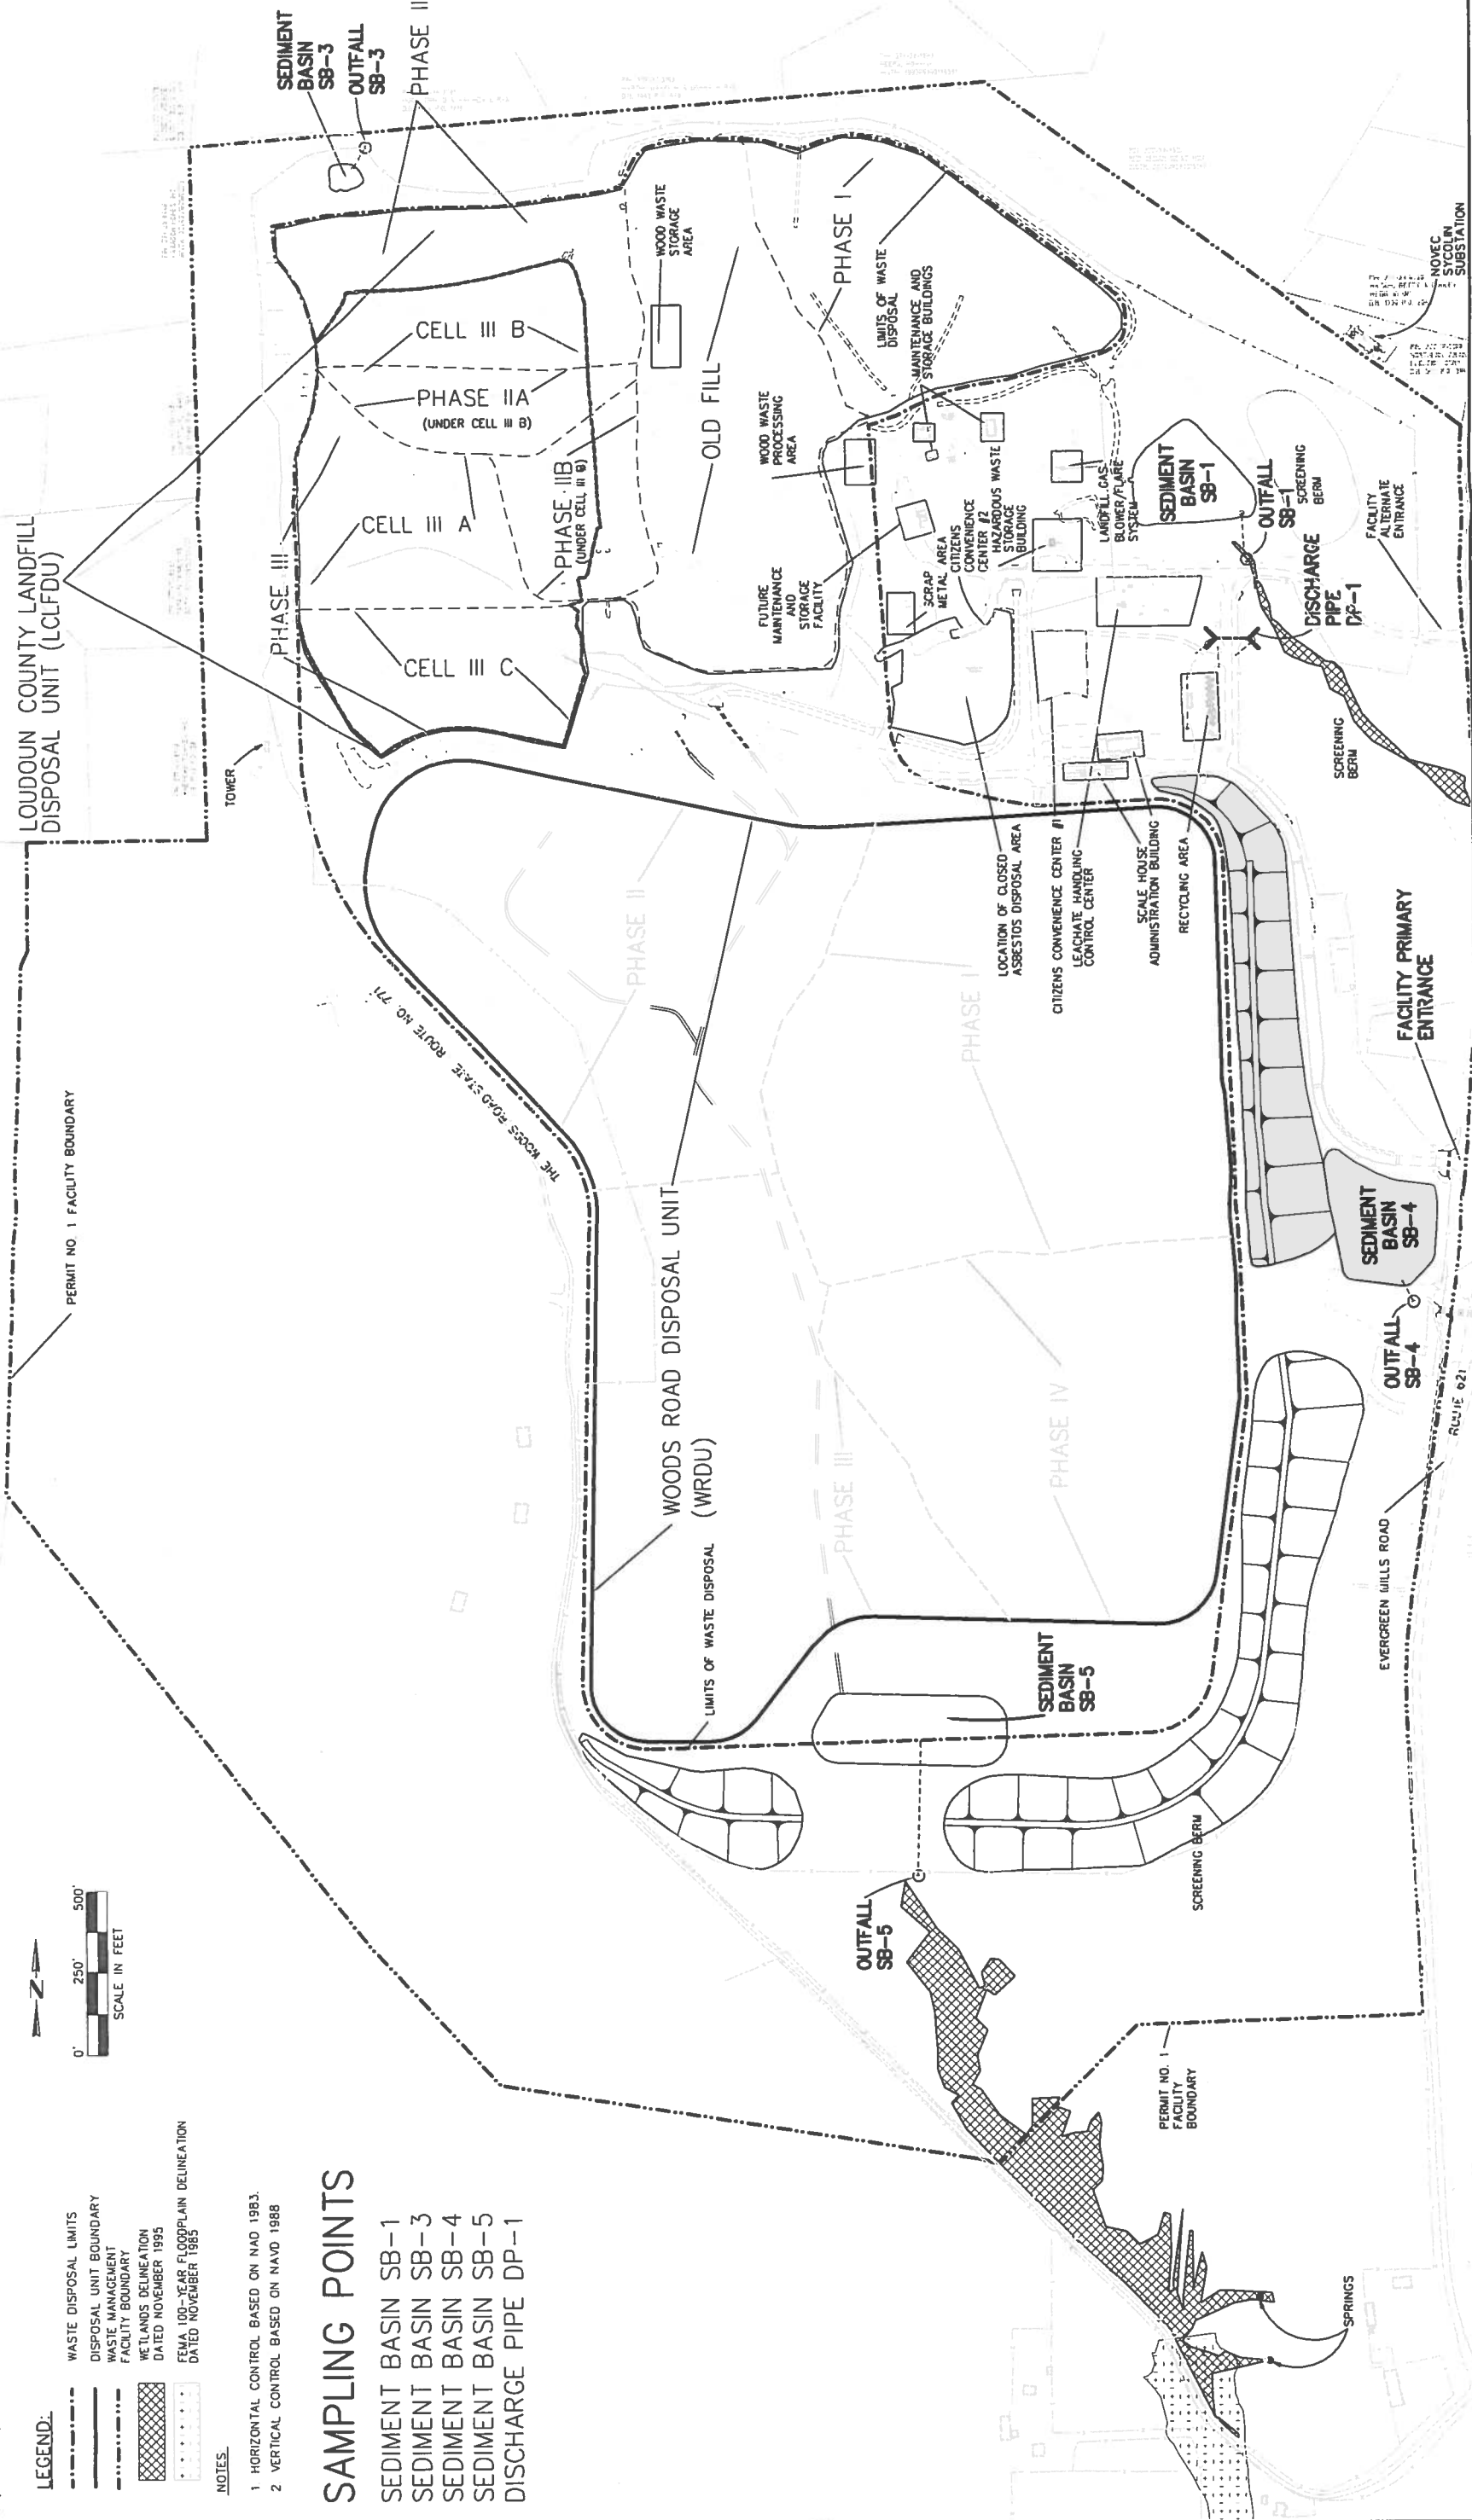 LEGEND:
WASTE DISPOSAL LIMITS
DISPOSAL UNIT BOUNDARY
WASTE MANAGEMENT
FACILITY BOUNDARY
WETLANDS DELINEATION
DATED NOVEMBER 1995
FEMA 100-YEAR FLOODPLAIN DELINEATION
DATED NOVEMBER 1985
NOTES
1 HORIZONTAL CONTROL BASED ON NAD 1983.
2 VERTICAL CONTROL BASED ON NAVD 1988
SAMPLING POINTS
SEDIMENT BASIN SB-1
SEDIMENT BASIN SB-3
SEDIMENT BASIN SB-4
SEDIMENT BASIN SB-5
DISCHARGE PIPE DP-1
N
0' 250' 500'
SCALE IN FEET
PERMIT NO. 1 FACILITY BOUNDARY
LOUDOUN COUNTY LANDFILL
DISPOSAL UNIT (LCLFDU)
TOWER
SEDIMENT
BASIN
SB-3
OUTFALL
SB-3
PHASE II
PHASE III
CELL III B
PHASE IIA
(UNDER CELL III B)
CELL III A
PHASE IIB
(UNDER CELL III B)
CELL III C
WOOD WASTE
STORAGE
AREA
OLD FILL
PHASE I
LIMITS OF WASTE
DISPOSAL
MAINTENANCE AND
STORAGE BUILDINGS
WOOD WASTE
PROCESSING
AREA
FUTURE
MAINTENANCE
AND
STORAGE
FACILITY
SCRAP
METAL AREA
CITIZENS
CONVENIENCE
CENTER #2
HAZARDOUS WASTE
STORAGE
BUILDING
LANDFILL GAS
BLOWER/FLARE
SYSTEM
SEDIMENT
BASIN
SB-1
OUTFALL
SB-1
SCREENING
BERM
DISCHARGE
PIPE
DP-1
FACILITY
ALTERNATE
ENTRANCE
NOVEC
SYCOLIN
SUBSTATION
SCREENING
BERM
LOCATION OF CLOSED
ASBESTOS DISPOSAL AREA
CITIZENS CONVENIENCE CENTER #1
LEACHATE HANDLING
CONTROL CENTER
SCALE HOUSE
ADMINISTRATION BUILDING
RECYCLING AREA
THE WOODS ROAD STATE ROUTE NO. 771
PHASE II
PHASE I
WOODS ROAD DISPOSAL UNIT
(WRDU)
PHASE III
PHASE IV
LIMITS OF WASTE DISPOSAL
SEDIMENT
BASIN
SB-5
OUTFALL
SB-5
SCREENING BERM
FACILITY PRIMARY
ENTRANCE
SEDIMENT
BASIN
SB-4
OUTFALL
SB-4
EVERGREEN MILLS ROAD
ROUTE 621
PERMIT NO. 1
FACILITY
BOUNDARY
SPRINGS